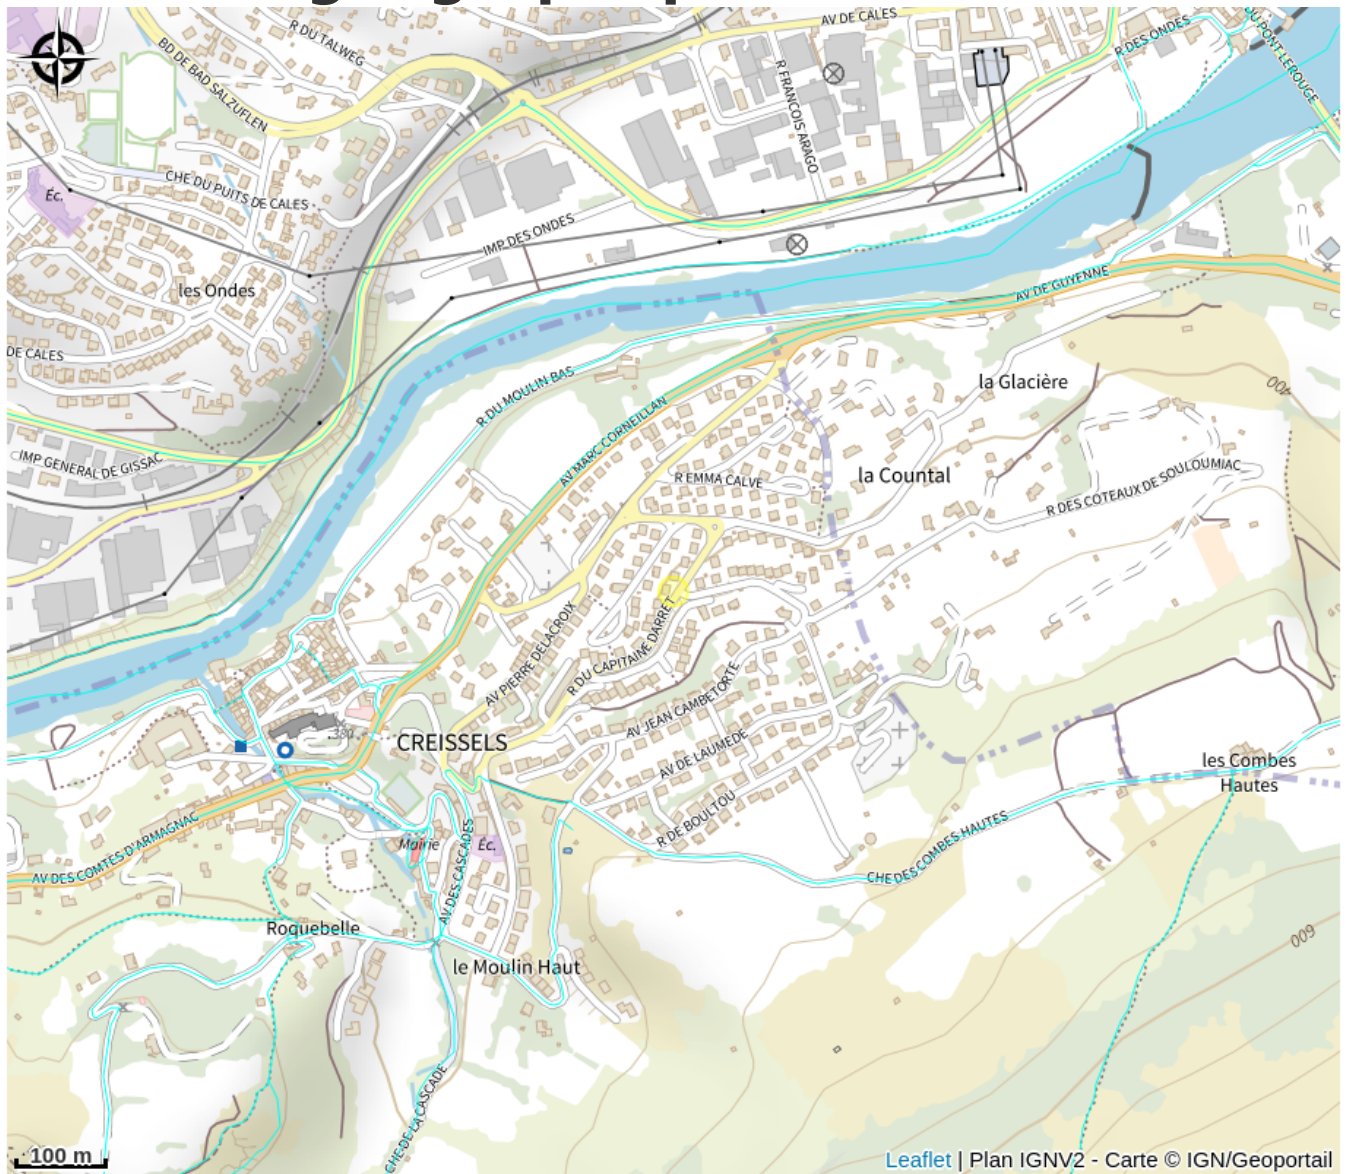 AV DE CALES
R DU TALWEG
R DES ONDES
DU PONT LEROUGE
BD DE BAD SALZUFLEN
R FRANCOIS ARAGO
CHE DU PUITS DE CALES
Éc.
IMP DES ONDES
les Ondes
AV DE GUYENNE
DE CALES
la Glacière
400
R DU MOULIN BAS
AV MARC CORNEILLAN
IMP GENERAL DE GISSAC
R EMMA CALVE
la Countal
R DES COTEAUX DE SOULOUMIAC
AV PIERRE DELACROIX
R DU CAPITAINE DARRET
AV JEAN CAMBETORTE
380
CREISSELS
AV DE LAUMEDE
les Combes
Hautes
R DE BOULTOU
AV DES COMTES D'ARMAGNAC
Mairie
Éc.
CHE DES COMBES HAUTES
AV DES CASCADES
Roquebelle
600
le Moulin Haut
CHE DE LA CASCADE
100 m
Leaflet | Plan IGNV2 - Carte © IGN/Geoportail